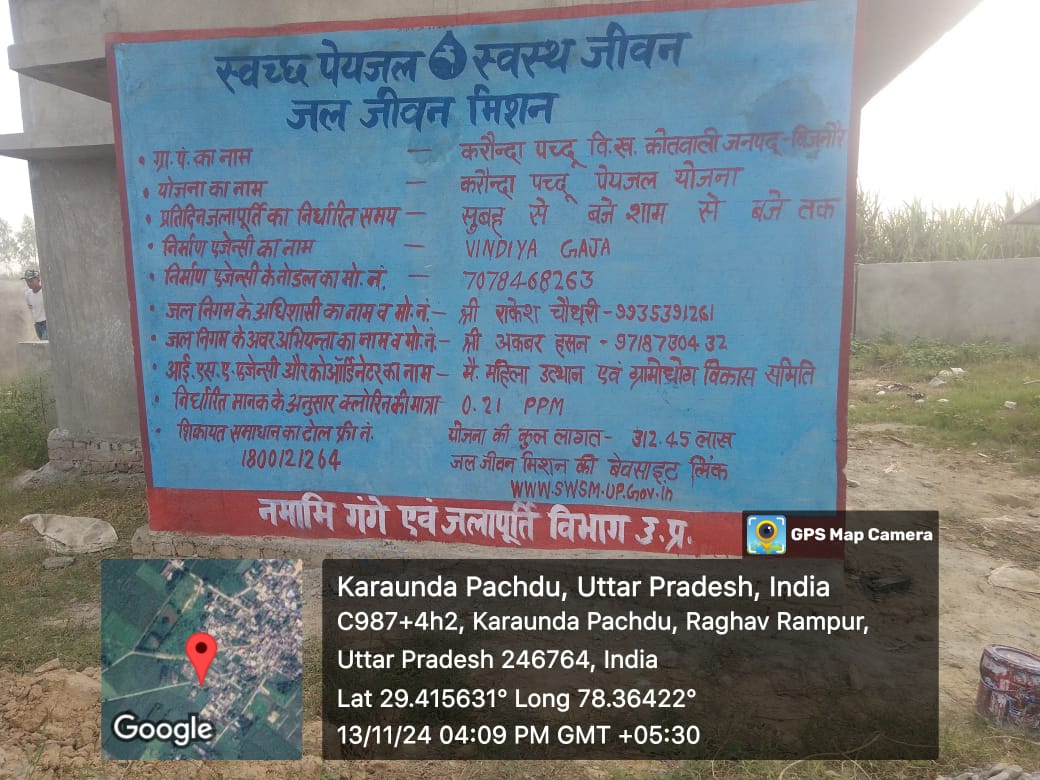 स्वच्छ पेयजल स्वस्थ जीवन
जल जीवन मिशन
• ग्रा.पं.का नाम — करौन्दा पच्दू वि.ख. कोतवाली जनपद-बिजनौर
• योजना का नाम — करौन्दा पच्दू पेयजल योजना
• प्रतिदिन जलापूर्ति का निर्धारित समय — सुबह से बजे शाम से बजे तक
• निर्माण एजेन्सी का नाम — VINDIYA GAJA
• निर्माण एजेन्सी के नोडल का मो. नं. — 7078468263
• जल निगम के अधिशासी का नाम व मो.नं.— श्री राकेश चौधरी-9935391261
• जल निगम के अवर अभियन्ता का नाम व मो.नं.— श्री अकबर हसन - 9718730432
• आई.एस.ए.एजेन्सी और कोऑर्डिनेटर का नाम— मै. महिला उत्थान एवं ग्रामोद्योग विकास समिति
• निर्धारित मानक के अनुसार क्लोरिन की मात्रा 0.21 PPM
• शिकायत समाधान का टोल फ्री नं. योजना की कुल लागत- 312.45 लाख
1800121264 जल जीवन मिशन की बेवसाइट लिंक
WWW.SWSM-UP.Gov.in
नमामि गंगे एवं जलापूर्ति विभाग उ.प्र.
GPS Map Camera
Karaunda Pachdu, Uttar Pradesh, India
C987+4h2, Karaunda Pachdu, Raghav Rampur,
Uttar Pradesh 246764, India
Lat 29.415631° Long 78.36422°
13/11/24 04:09 PM GMT +05:30
Google